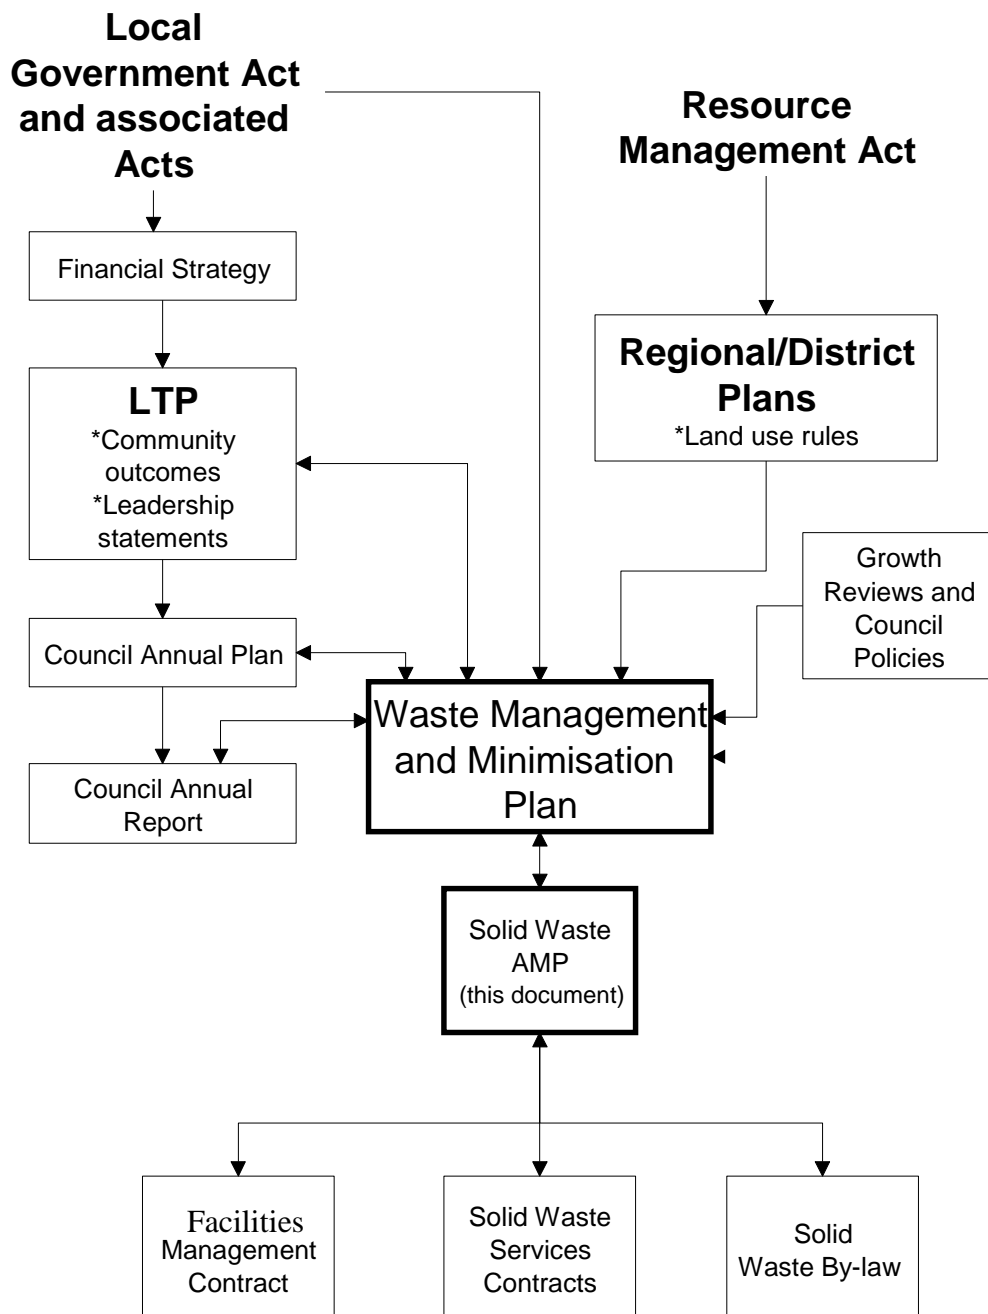 Local
Government Act
and associated
Acts
Resource
Management Act
Financial Strategy
LTP
*Community
outcomes
*Leadership
statements
Regional/District
Plans
*Land use rules
Growth
Reviews and
Council
Policies
Council Annual Plan
Waste Management
and Minimisation
Plan
Council Annual
Report
Solid Waste
AMP
(this document)
Facilities
Management
Contract
Solid Waste
Services
Contracts
Solid
Waste By-law